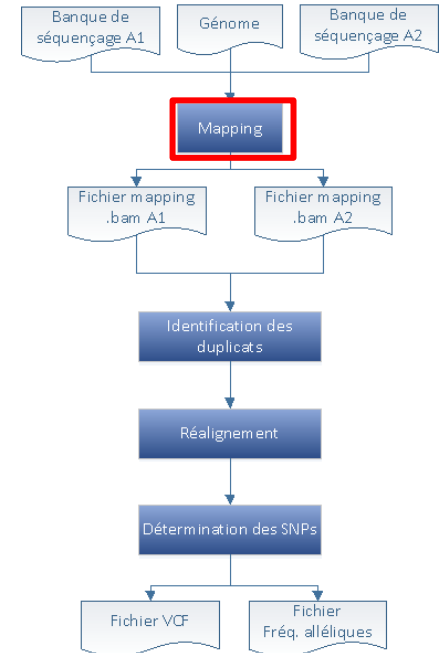 Banque de
séquençage A1
Génome
Banque de
séquençage A2
Mapping
Fichier mapping
.bam A1
Fichier mapping
.bam A2
Identification des
duplicats
Réalignement
Détermination des SNPs
Fichier VCF
Fichier
Fréq. alléliques